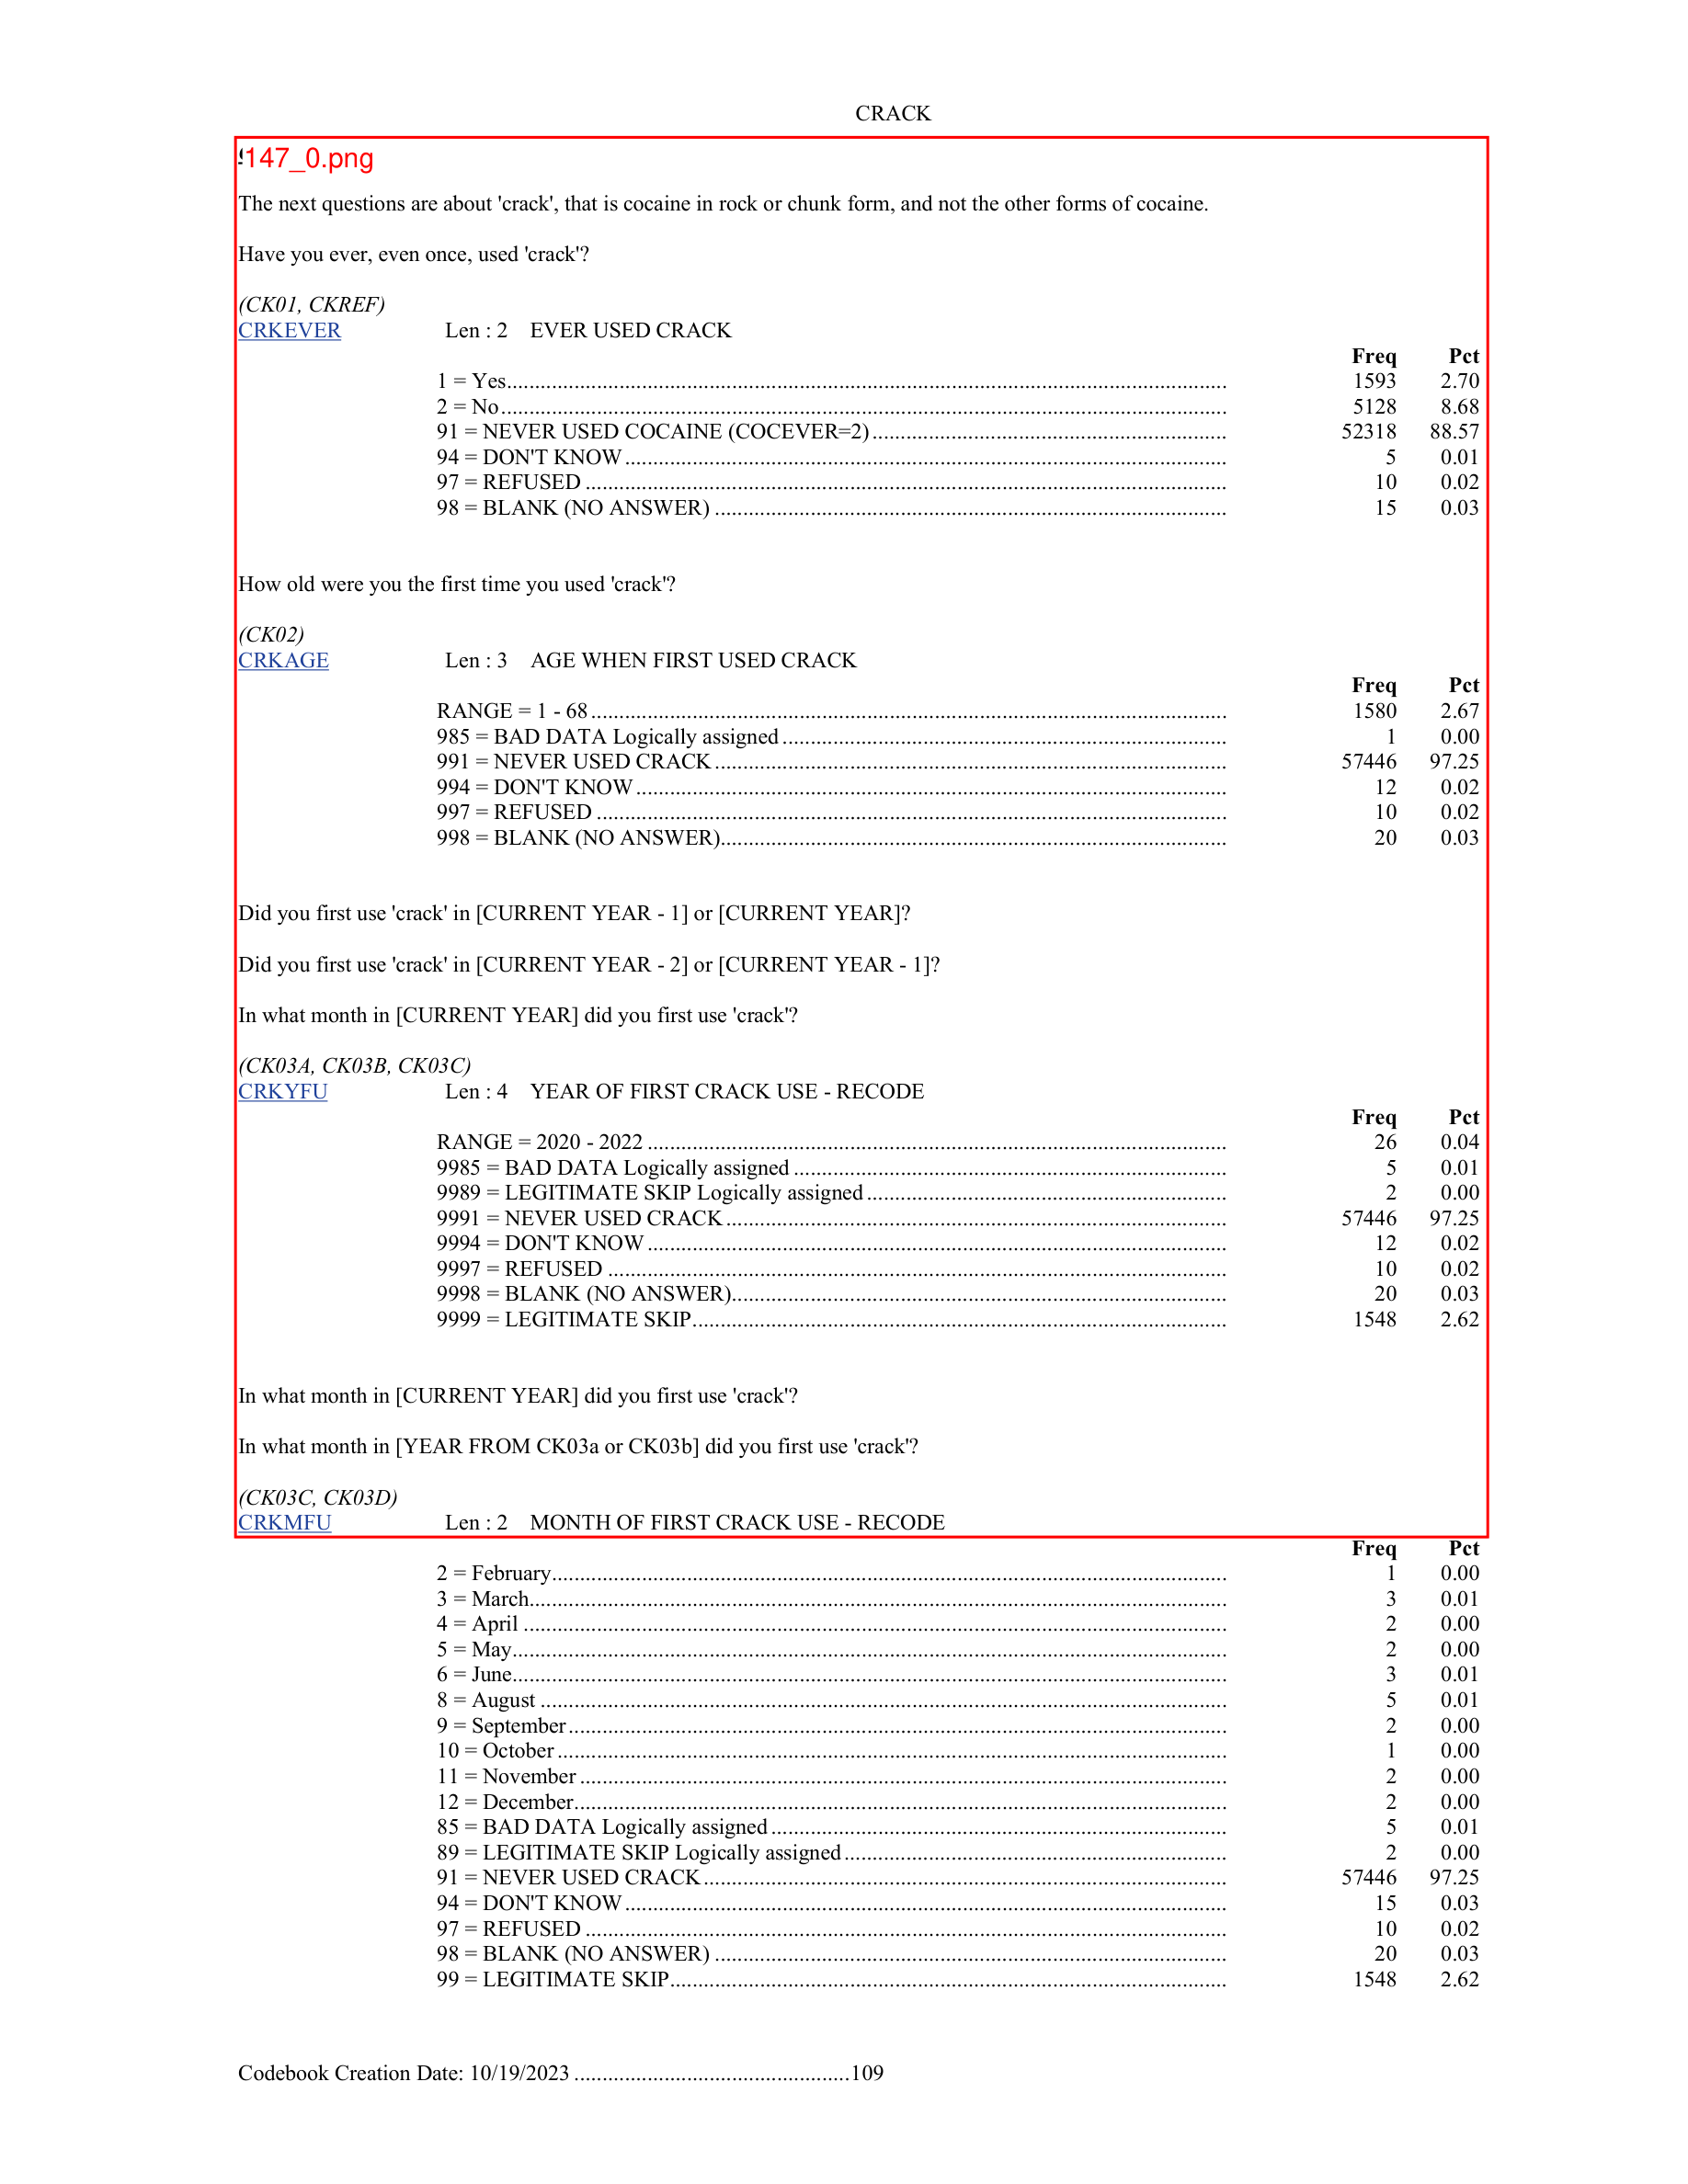 CRACK
147_0.png
The next questions are about 'crack', that is cocaine in rock or chunk form, and not the other forms of cocaine.
Have you ever, even once, used 'crack'?
(CK01, CKREF)
CRKEVER Len : 2 EVER USED CRACK
Freq Pct
1 = Yes 1593 2.70
2 = No 5128 8.68
91 = NEVER USED COCAINE (COCEVER=2) 52318 88.57
94 = DON'T KNOW 5 0.01
97 = REFUSED 10 0.02
98 = BLANK (NO ANSWER) 15 0.03
How old were you the first time you used 'crack'?
(CK02)
CRKAGE Len : 3 AGE WHEN FIRST USED CRACK
Freq Pct
RANGE = 1 - 68 1580 2.67
985 = BAD DATA Logically assigned 1 0.00
991 = NEVER USED CRACK 57446 97.25
994 = DON'T KNOW 12 0.02
997 = REFUSED 10 0.02
998 = BLANK (NO ANSWER) 20 0.03
Did you first use 'crack' in [CURRENT YEAR - 1] or [CURRENT YEAR]?
Did you first use 'crack' in [CURRENT YEAR - 2] or [CURRENT YEAR - 1]?
In what month in [CURRENT YEAR] did you first use 'crack'?
(CK03A, CK03B, CK03C)
CRKYFU Len : 4 YEAR OF FIRST CRACK USE - RECODE
Freq Pct
RANGE = 2020 - 2022 26 0.04
9985 = BAD DATA Logically assigned 5 0.01
9989 = LEGITIMATE SKIP Logically assigned 2 0.00
9991 = NEVER USED CRACK 57446 97.25
9994 = DON'T KNOW 12 0.02
9997 = REFUSED 10 0.02
9998 = BLANK (NO ANSWER) 20 0.03
9999 = LEGITIMATE SKIP 1548 2.62
In what month in [CURRENT YEAR] did you first use 'crack'?
In what month in [YEAR FROM CK03a or CK03b] did you first use 'crack'?
(CK03C, CK03D)
CRKMFU Len : 2 MONTH OF FIRST CRACK USE - RECODE
Freq Pct
2 = February 1 0.00
3 = March 3 0.01
4 = April 2 0.00
5 = May 2 0.00
6 = June 3 0.01
8 = August 5 0.01
9 = September 2 0.00
10 = October 1 0.00
11 = November 2 0.00
12 = December 2 0.00
85 = BAD DATA Logically assigned 5 0.01
89 = LEGITIMATE SKIP Logically assigned 2 0.00
91 = NEVER USED CRACK 57446 97.25
94 = DON'T KNOW 15 0.03
97 = REFUSED 10 0.02
98 = BLANK (NO ANSWER) 20 0.03
99 = LEGITIMATE SKIP 1548 2.62
Codebook Creation Date: 10/19/2023 109